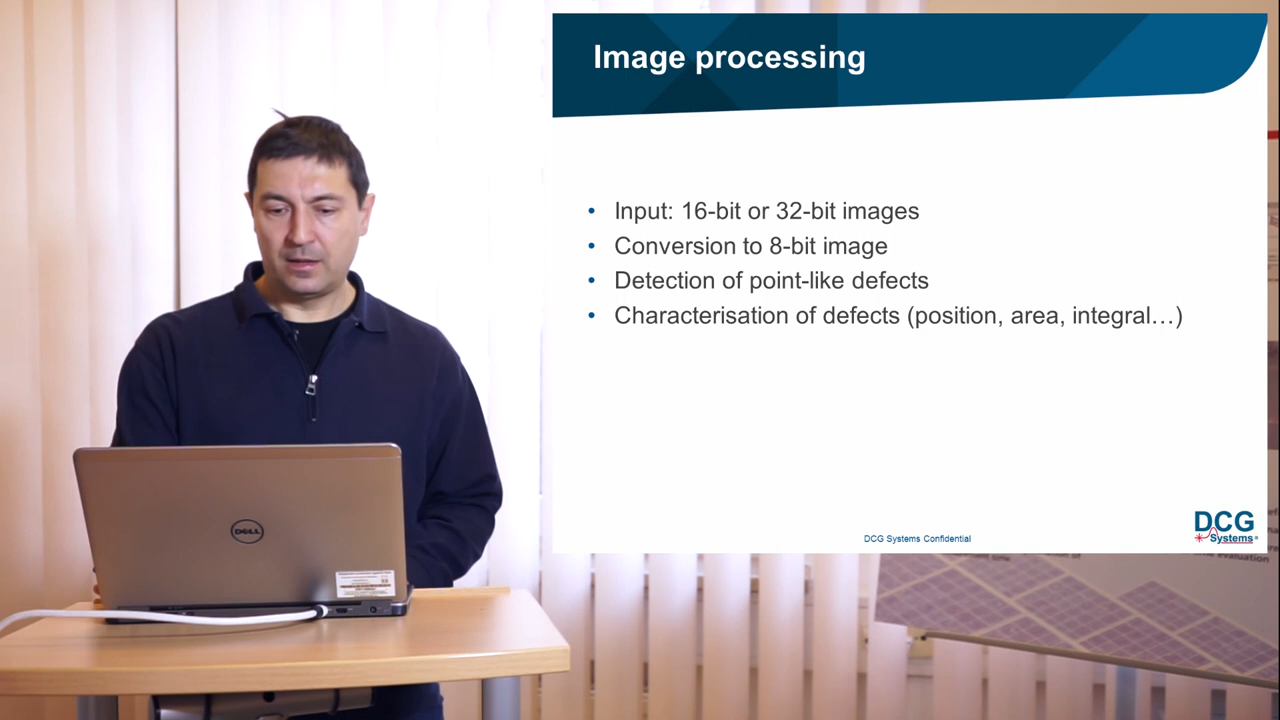 Image processing
• Input: 16-bit or 32-bit images
• Conversion to 8-bit image
• Detection of point-like defects
• Characterisation of defects (position, area, integral…)
DCG Systems Confidential
DCG
Systems®
evaluation
DELL